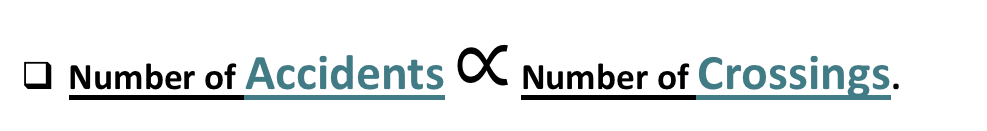 ❑ Number of Accidents ∝ Number of Crossings.